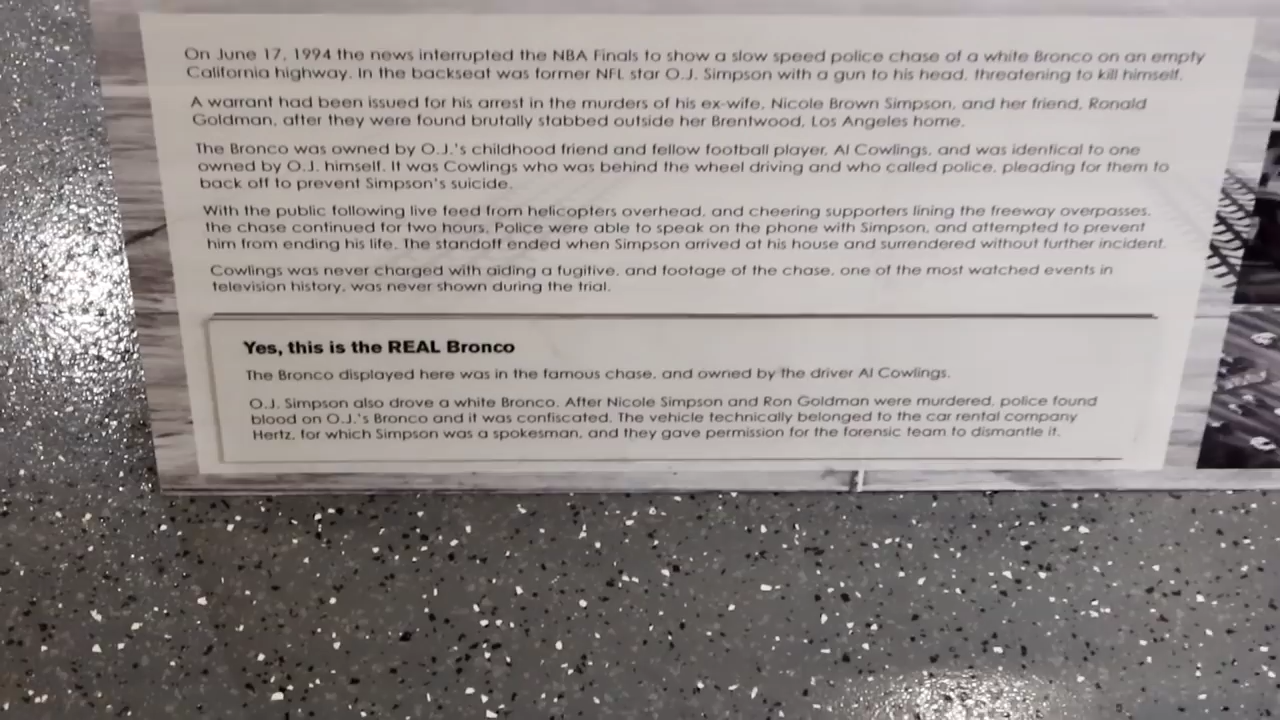 On June 17, 1994 the news interrupted the NBA Finals to show a slow speed police chase of a white Bronco on an empty
California highway. In the backseat was former NFL star O.J. Simpson with a gun to his head, threatening to kill himself.
A warrant had been issued for his arrest in the murders of his ex-wife, Nicole Brown Simpson, and her friend, Ronald
Goldman, after they were found brutally stabbed outside her Brentwood, Los Angeles home.
The Bronco was owned by O.J.'s childhood friend and fellow football player, Al Cowlings, and was identical to one
owned by O.J. himself. It was Cowlings who was behind the wheel driving and who called police, pleading for them to
back off to prevent Simpson's suicide.
With the public following live feed from helicopters overhead, and cheering supporters lining the freeway overpasses,
the chase continued for two hours. Police were able to speak on the phone with Simpson, and attempted to prevent
him from ending his life. The standoff ended when Simpson arrived at his house and surrendered without further incident.
Cowlings was never charged with aiding a fugitive, and footage of the chase, one of the most watched events in
television history, was never shown during the trial.
Yes, this is the REAL Bronco
The Bronco displayed here was in the famous chase, and owned by the driver Al Cowlings.
O.J. Simpson also drove a white Bronco. After Nicole Simpson and Ron Goldman were murdered, police found
blood on O.J.'s Bronco and it was confiscated. The vehicle technically belonged to the car rental company
Hertz, for which Simpson was a spokesman, and they gave permission for the forensic team to dismantle it.